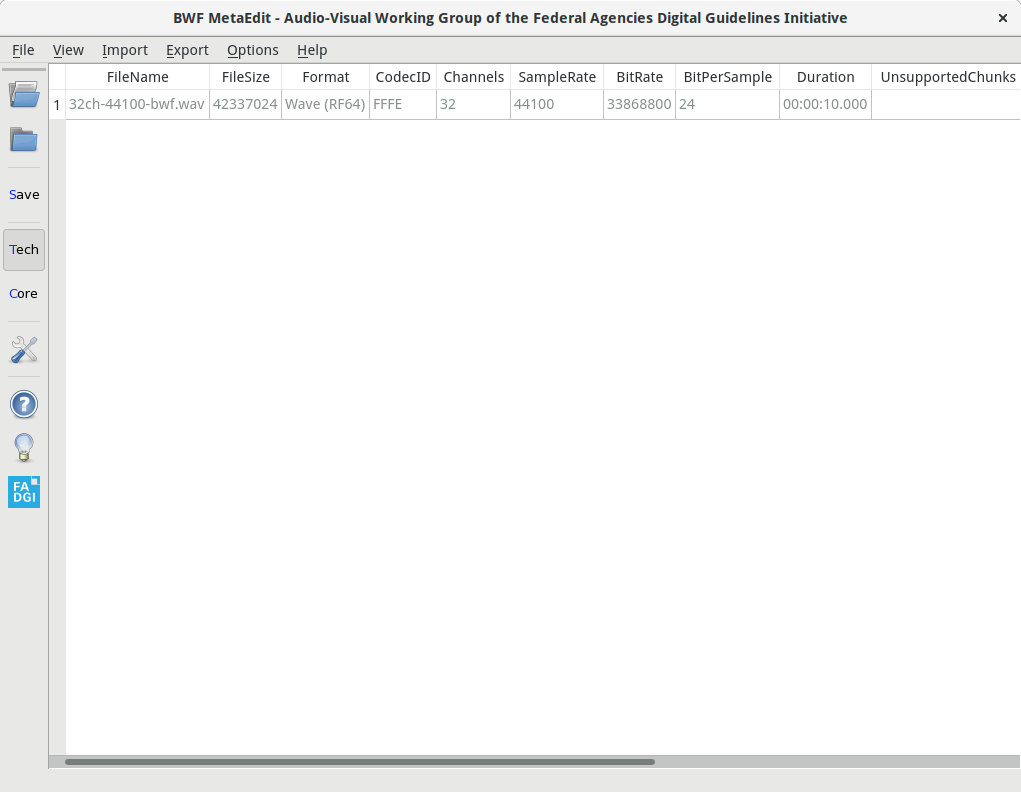 BWF MetaEdit - Audio-Visual Working Group of the Federal Agencies Digital Guidelines Initiative
File View Import Export Options Help
FileName FileSize Format CodecID Channels SampleRate BitRate BitPerSample Duration UnsupportedChunks
1 32ch-44100-bwf.wav 42337024 Wave (RF64) FFFE 32 44100 33868800 24 00:00:10.000
Save
Tech
Core
?
FA
DGI